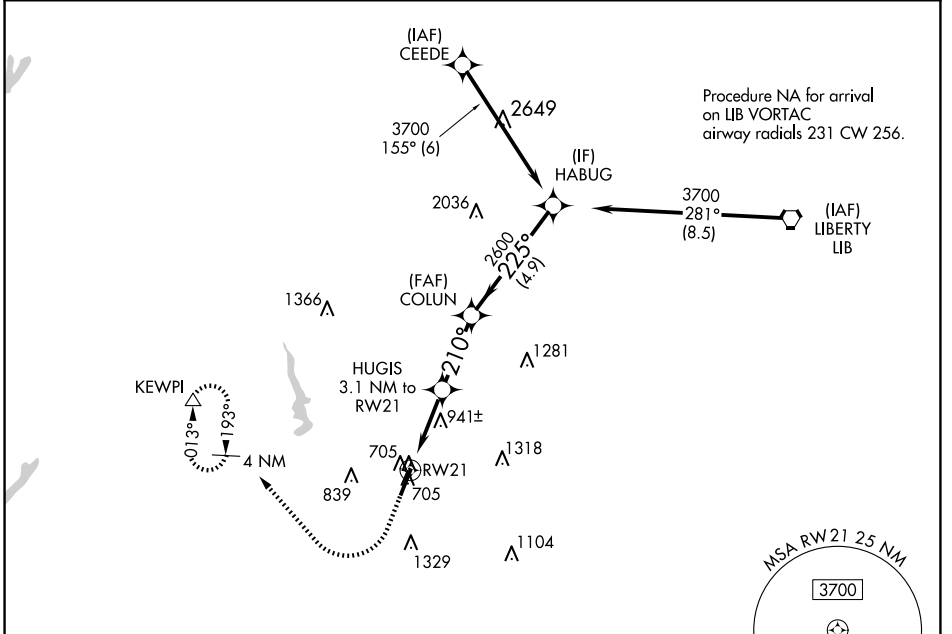 (IAF)
CEEDE
2649
3700
155° (6)
Procedure NA for arrival
on LIB VORTAC
airway radials 231 CW 256.
(IF)
HABUG
2036
3700
281°
(8.5)
(IAF)
LIBERTY
LIB
2600
225°
(4.9)
(FAF)
COLUN
1366
210°
1281
HUGIS
3.1 NM to
RW21
KEWPI
941±
013°
193°
4 NM
705
RW21
1318
839
705
1329
1104
MSA RW21 25 NM
3700